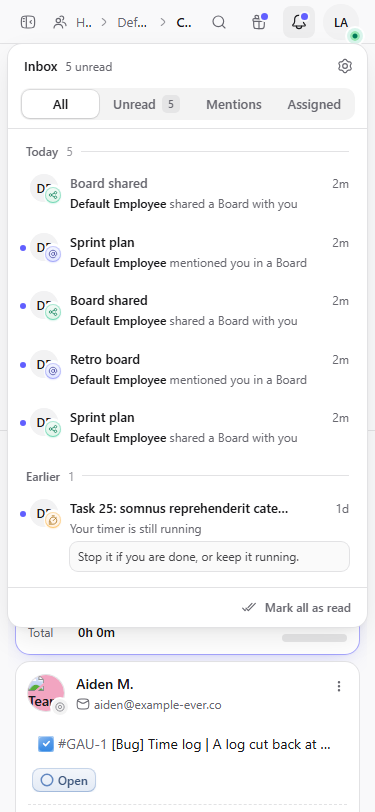 H.. > Def... > C.. LA
Inbox 5 unread
All Unread 5 Mentions Assigned
Today 5
Board shared 2m
Default Employee shared a Board with you
Sprint plan 2m
Default Employee mentioned you in a Board
Board shared 2m
Default Employee shared a Board with you
Retro board 2m
Default Employee mentioned you in a Board
Sprint plan 2m
Default Employee shared a Board with you
Earlier 1
Task 25: somnus reprehenderit cate... 1d
Your timer is still running
Stop it if you are done, or keep it running.
Mark all as read
Total 0h 0m
Aiden M.
aiden@example-ever.co
#GAU-1 [Bug] Time log | A log cut back at ...
Open